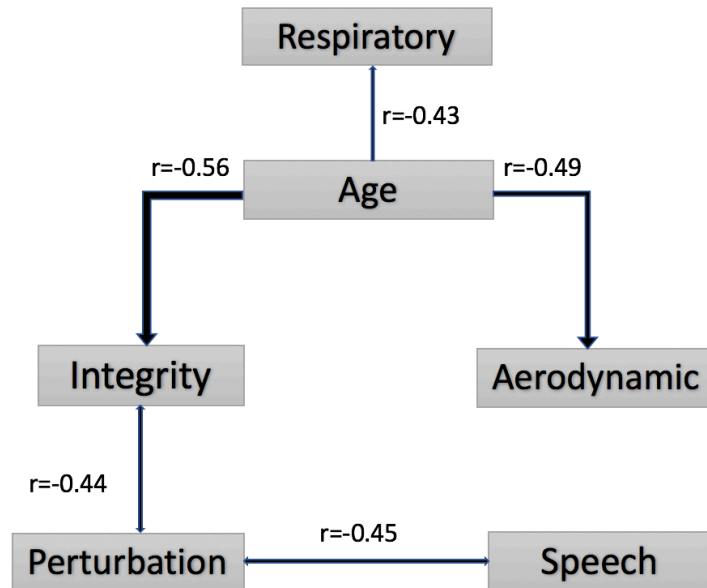 Respiratory
r=-0.43
r=-0.56
r=-0.49
Age
Integrity
Aerodynamic
r=-0.44
r=-0.45
Perturbation
Speech